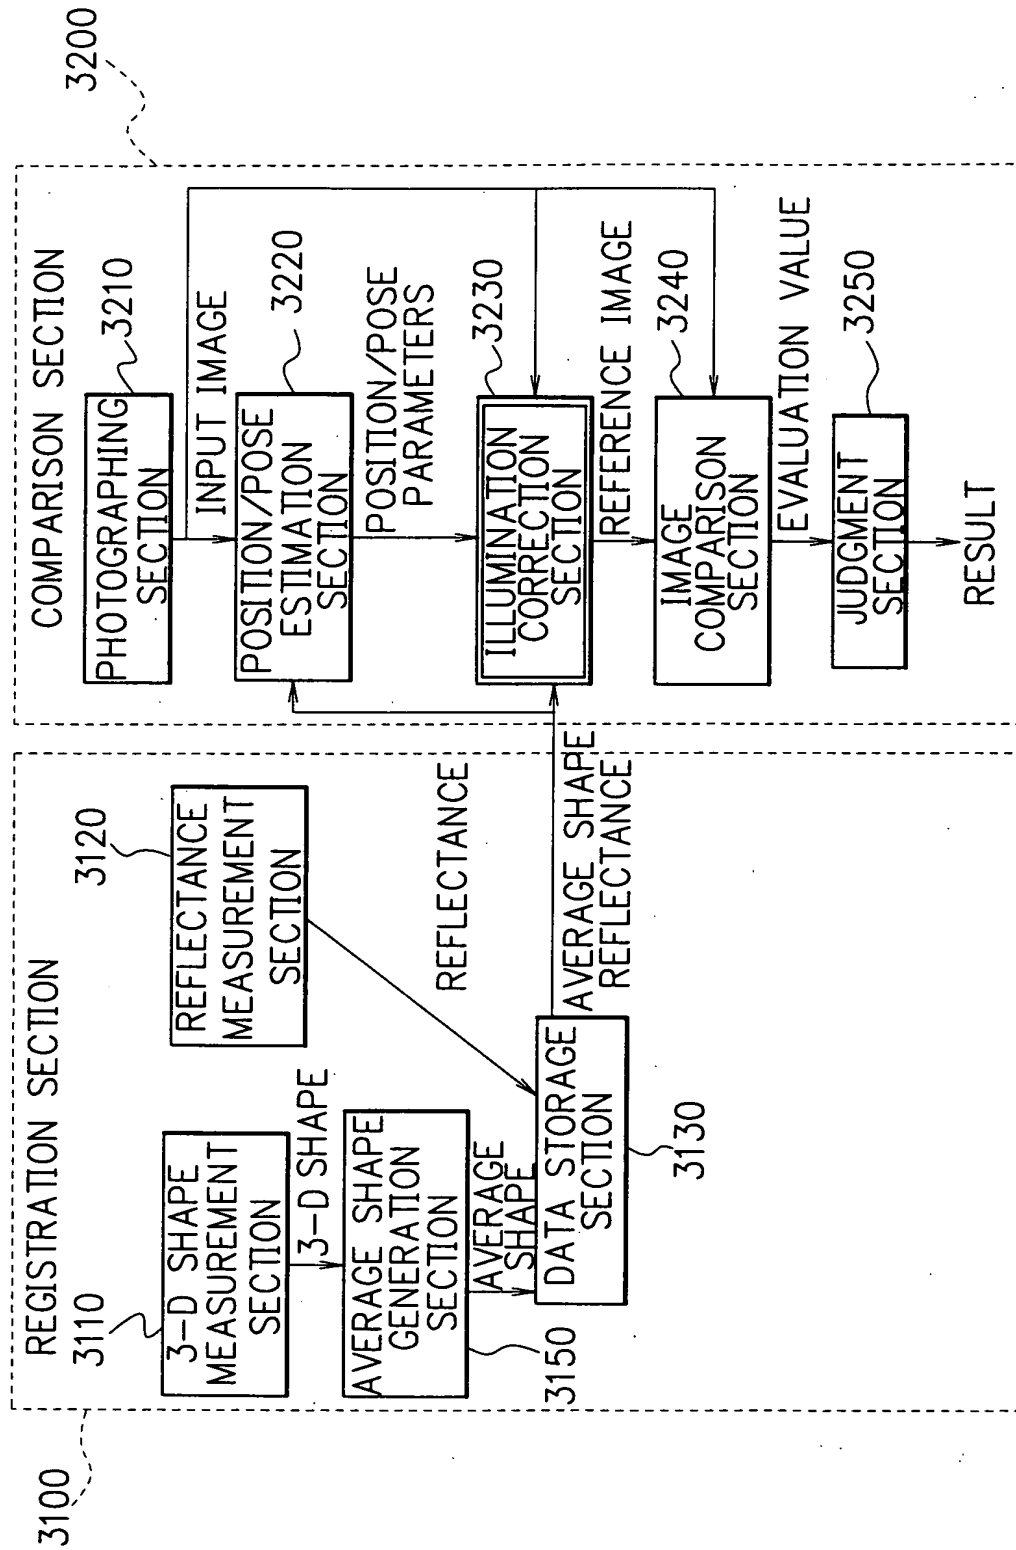 3100
REGISTRATION SECTION
3110
3-D SHAPE
MEASUREMENT
SECTION
3120
REFLECTANCE
MEASUREMENT
SECTION
3-D SHAPE
AVERAGE SHAPE
GENERATION
SECTION
3150
AVERAGE
SHAPE
REFLECTANCE
DATA STORAGE
SECTION
3130
AVERAGE SHAPE
REFLECTANCE
3200
COMPARISON SECTION
PHOTOGRAPHING
SECTION
3210
INPUT IMAGE
POSITION/POSE
ESTIMATION
SECTION
3220
POSITION/POSE
PARAMETERS
ILLUMINATION
CORRECTION
SECTION
3230
REFERENCE IMAGE
IMAGE
COMPARISON
SECTION
3240
EVALUATION VALUE
JUDGMENT
SECTION
3250
RESULT